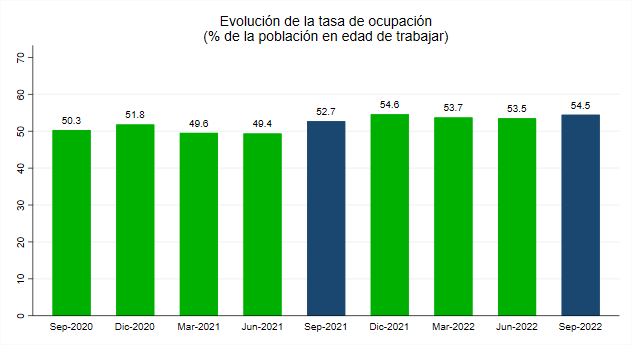 Evolución de la tasa de ocupación
(% de la población en edad de trabajar)
70
60
50
40
30
20
10
0
50.3
51.8
49.6
49.4
52.7
54.6
53.7
53.5
54.5
Sep-2020
Dic-2020
Mar-2021
Jun-2021
Sep-2021
Dic-2021
Mar-2022
Jun-2022
Sep-2022